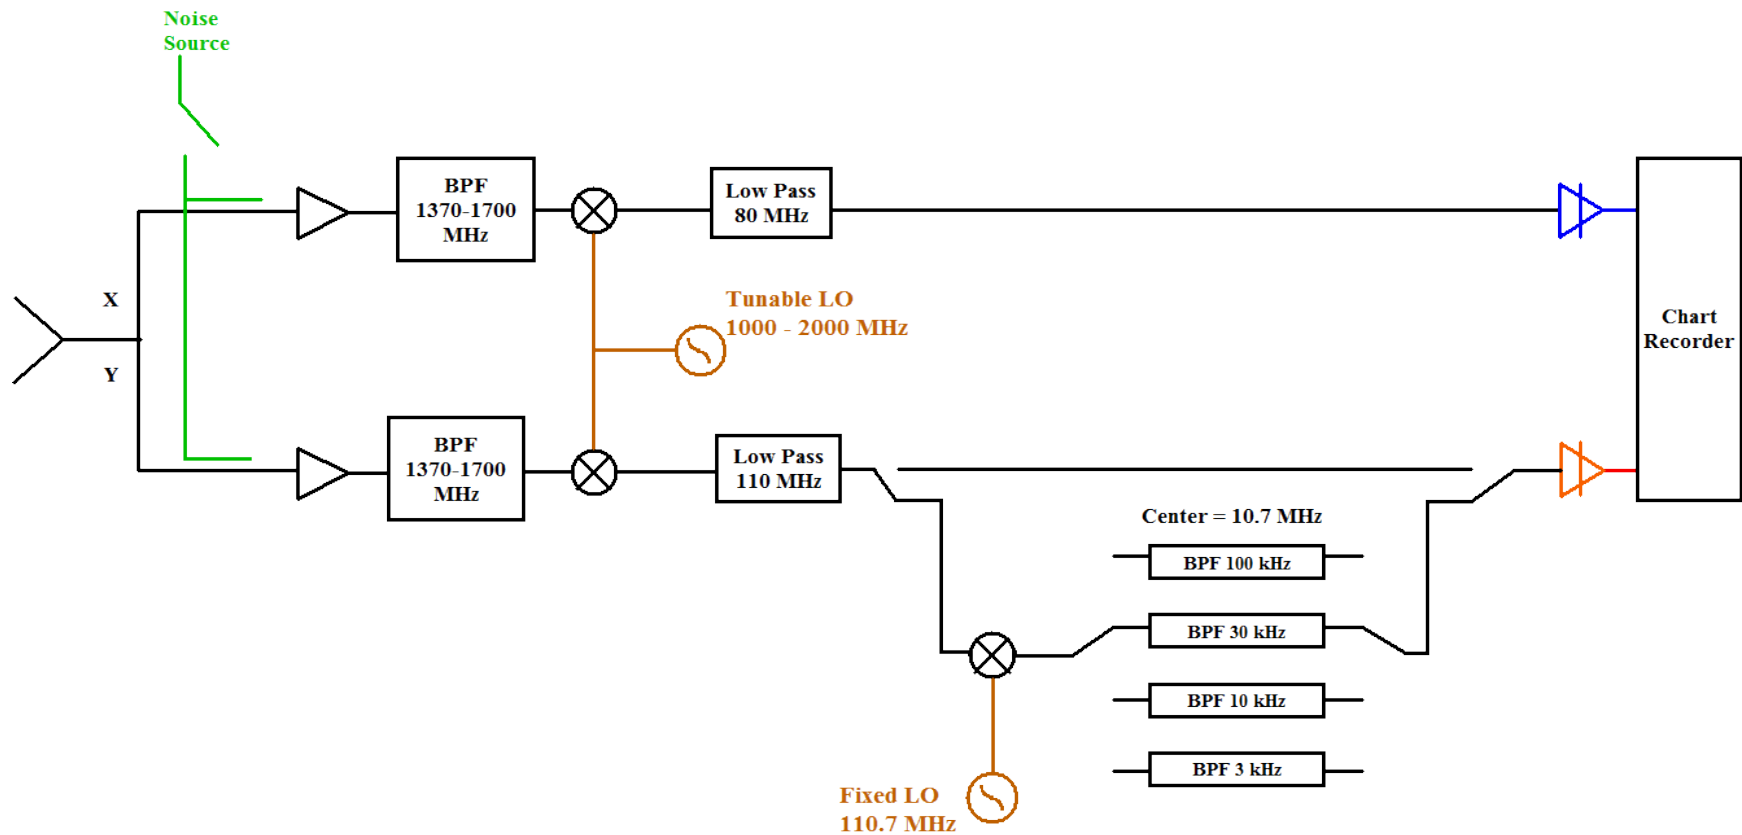 Noise
Source
BPF
1370-1700
MHz
Low Pass
80 MHz
X
Y
Tunable LO
1000 - 2000 MHz
Chart
Recorder
BPF
1370-1700
MHz
Low Pass
110 MHz
Center = 10.7 MHz
BPF 100 kHz
BPF 30 kHz
BPF 10 kHz
BPF 3 kHz
Fixed LO
110.7 MHz